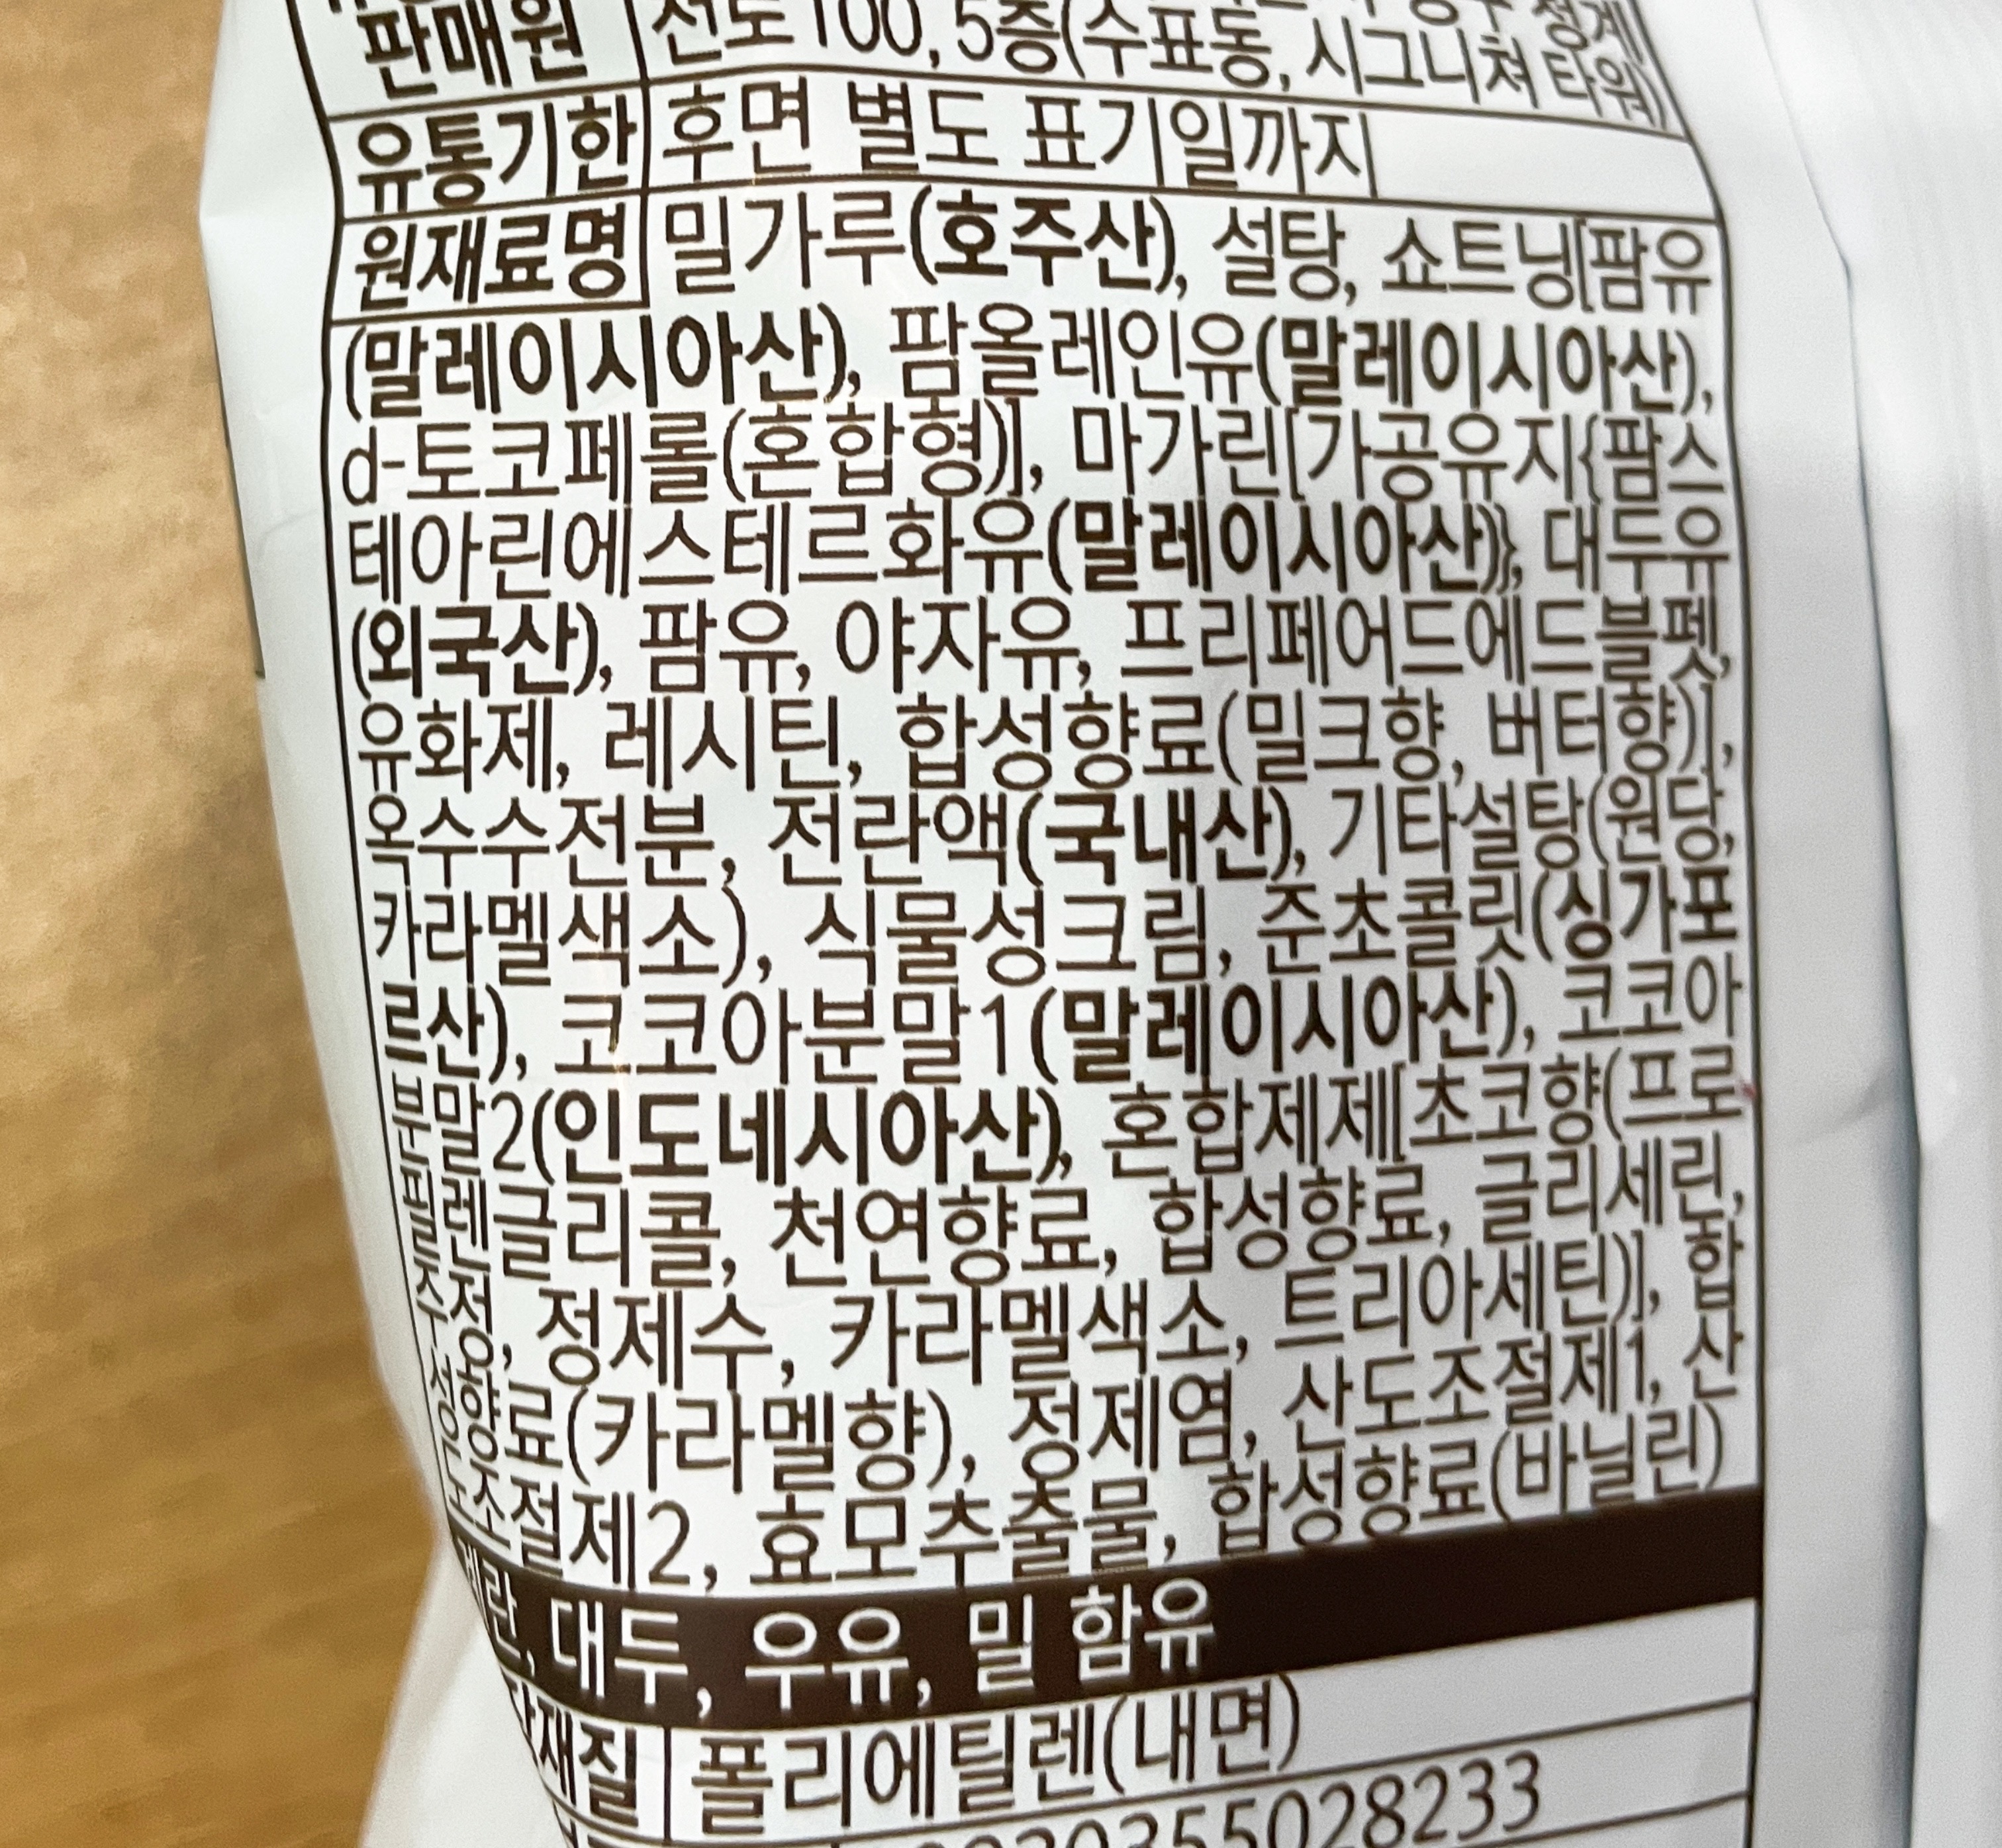 판매원 선도 100, 5층(수표동, 시그니쳐 타워)
유통기한 후면 별도 표기일까지
원재료명 밀가루(호주산), 설탕, 쇼트닝[팜유
(말레이시아산), 팜올레인유(말레이시아산),
d-토코페롤(혼합형)], 마가린[가공유지{팜스
테아린에스테르화유(말레이시아산)}, 대두유
(외국산), 팜유, 야자유, 프리페어드에드블펫,
유화제, 레시틴, 합성향료(밀크향, 버터향)],
옥수수전분, 전란액(국내산), 기타설탕(원당,
카라멜색소), 식물성크림, 준초콜릿(싱가포
르산), 코코아분말1(말레이시아산), 코코아
분말2(인도네시아산), 혼합제제[초코향(프로
필렌글리콜, 천연향료, 합성향료, 글리세린,
주정, 정제수, 카라멜색소, 트리아세틴)], 합
성향료(카라멜향), 정제염, 산도조절제1, 산
도조절제2, 효모추출물, 합성향료(바닐린)
대두, 우유, 밀 함유
재질 폴리에틸렌(내면)